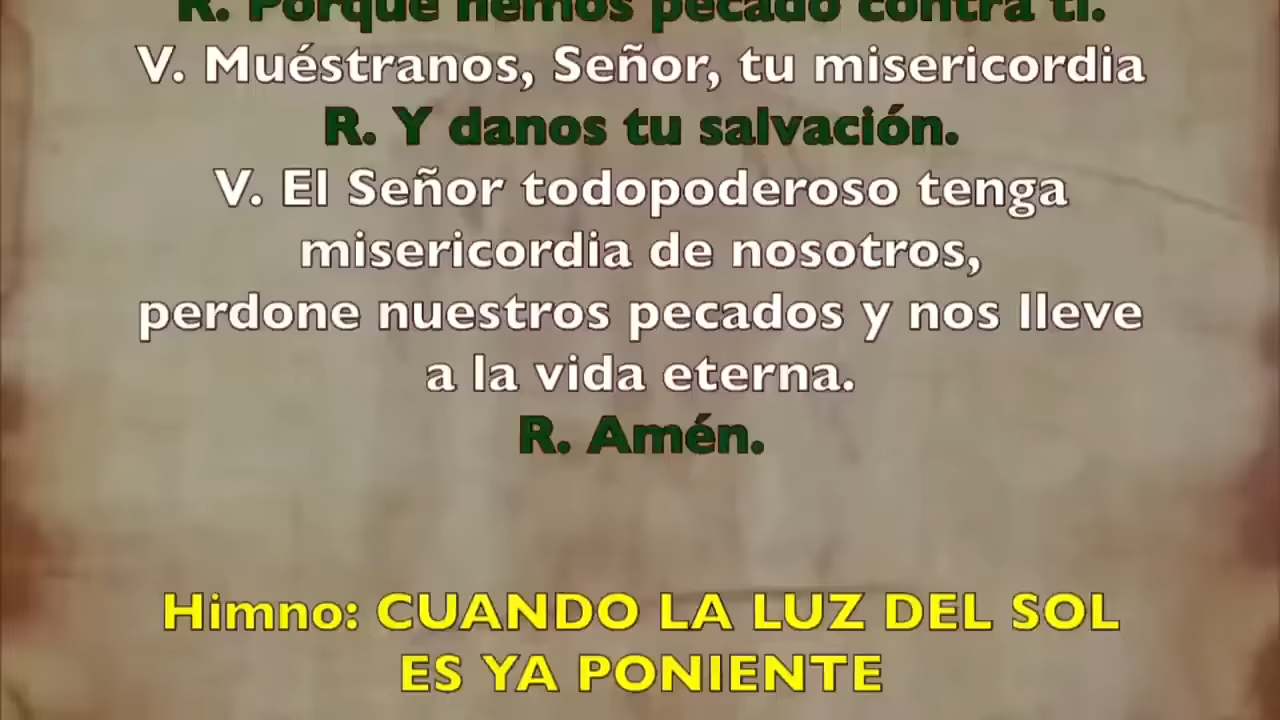 R. Porque hemos pecado contra ti.
V. Muéstranos, Señor, tu misericordia
R. Y danos tu salvación.
V. El Señor todopoderoso tenga
misericordia de nosotros,
perdone nuestros pecados y nos lleve
a la vida eterna.
R. Amén.
Himno: CUANDO LA LUZ DEL SOL
ES YA PONIENTE